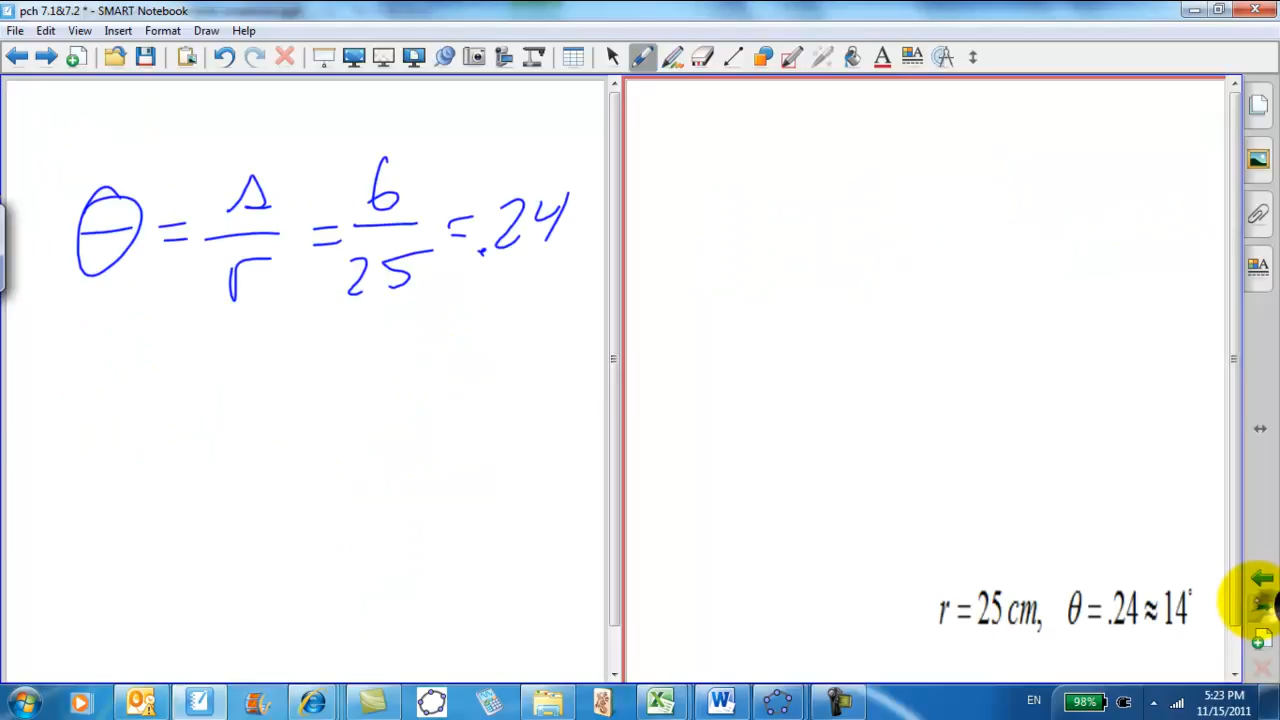 pch 7.1&7.2 * - SMART Notebook
File Edit View Insert Format Draw Help
θ = s/r = 6/25 = .24
r = 25 cm, θ = .24 ≈ 14°
EN
98%
5:23 PM
11/15/2011